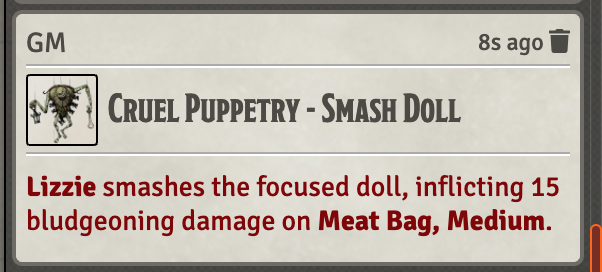 GM
8s ago
Cruel Puppetry - Smash Doll
Lizzie smashes the focused doll, inflicting 15
bludgeoning damage on Meat Bag, Medium.